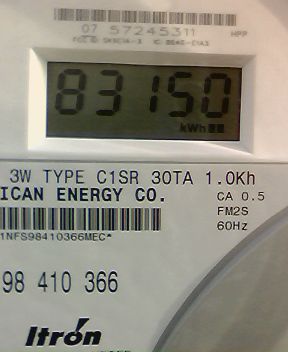 07 57245311 HPP
83150
kWh
3W TYPE C1SR 30TA 1.0Kh
ICAN ENERGY CO. CA 0.5
FM2S
60Hz
1NFS98410366MEC*
98 410 366
Itron